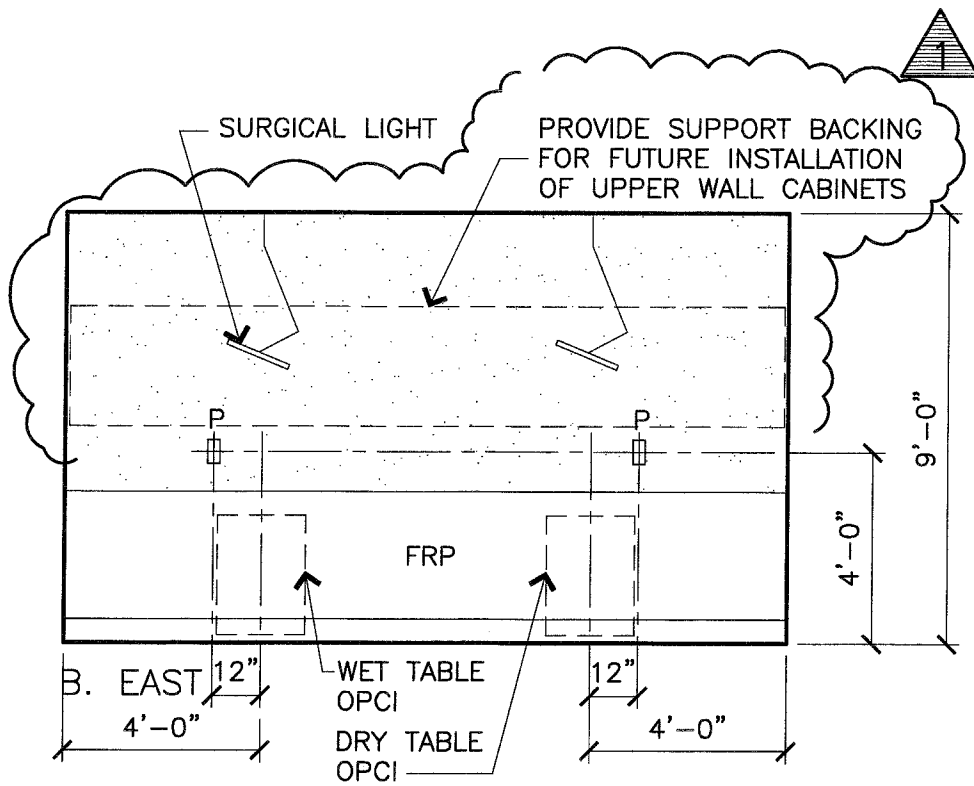 1
SURGICAL LIGHT
PROVIDE SUPPORT BACKING
FOR FUTURE INSTALLATION
OF UPPER WALL CABINETS
P
P
9'-0"
4'-0"
FRP
B. EAST
12"
WET TABLE
OPCI
12"
4'-0"
DRY TABLE
OPCI
4'-0"